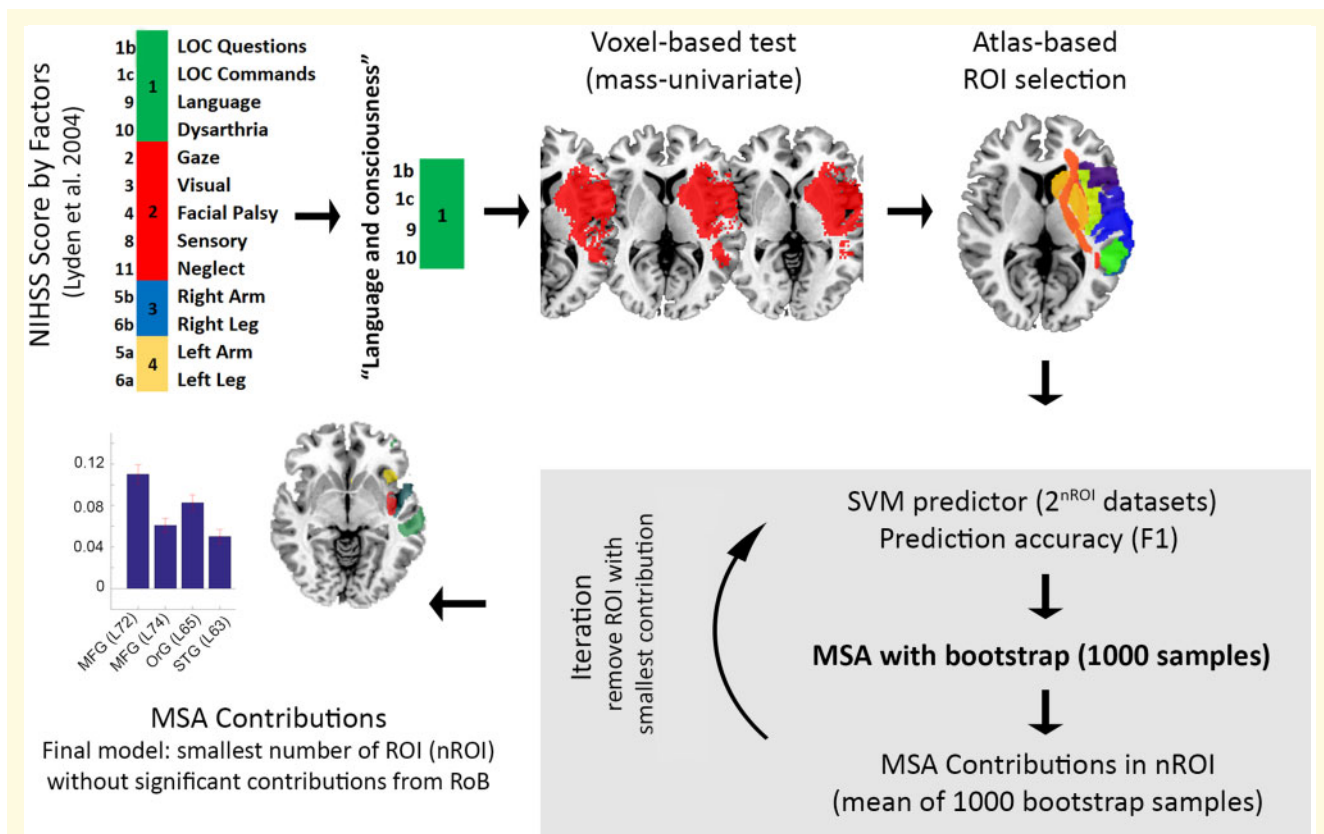 NIHSS Score by Factors
(Lyden et al. 2004)
1b LOC Questions
1c LOC Commands
9 Language
10 Dysarthria
1
2 Gaze
3 Visual
4 Facial Palsy
8 Sensory
11 Neglect
2
5b Right Arm
6b Right Leg
3
5a Left Arm
6a Left Leg
4
“Language and consciousness”
1b
1c
9
10
1
Voxel-based test
(mass-univariate)
Atlas-based
ROI selection
SVM predictor (2^nROI datasets)
Prediction accuracy (F1)
MSA with bootstrap (1000 samples)
MSA Contributions in nROI
(mean of 1000 bootstrap samples)
Iteration
remove ROI with
smallest contribution
0.12
0.08
0.04
0
MFG (L72)
MFG (L74)
OrG (L65)
STG (L63)
MSA Contributions
Final model: smallest number of ROI (nROI)
without significant contributions from RoB